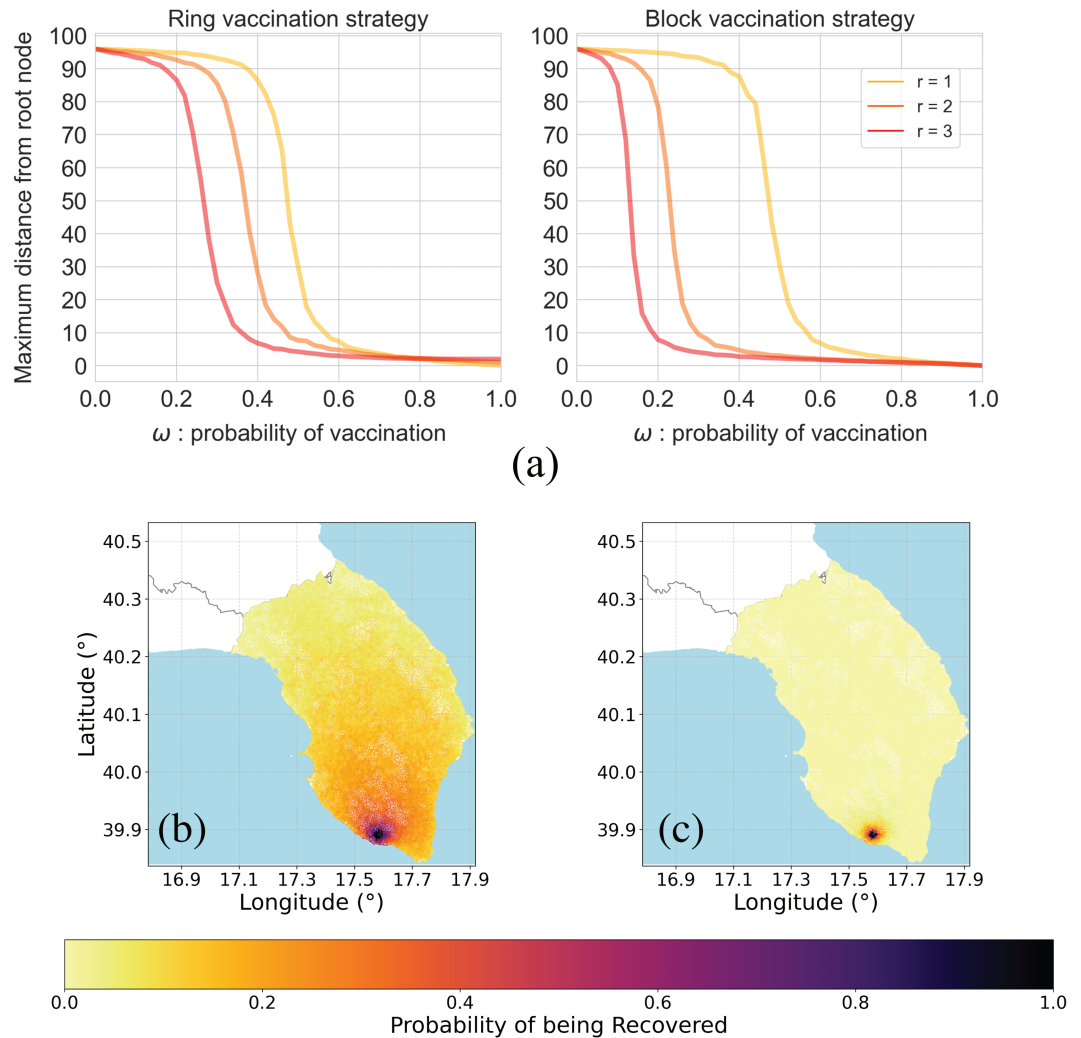 Ring vaccination strategy
Block vaccination strategy
Maximum distance from root node
100
90
80
70
60
50
40
30
20
10
0
0.0 0.2 0.4 0.6 0.8 1.0
ω : probability of vaccination
100
90
80
70
60
50
40
30
20
10
0
r = 1
r = 2
r = 3
0.0 0.2 0.4 0.6 0.8 1.0
ω : probability of vaccination
(a)
Latitude (°)
40.5
40.3
40.2
40.1
40.0
39.9
(b)
16.9 17.1 17.3 17.5 17.7 17.9
Longitude (°)
40.5
40.3
40.2
40.1
40.0
39.9
(c)
16.9 17.1 17.3 17.5 17.7 17.9
Longitude (°)
0.0 0.2 0.4 0.6 0.8 1.0
Probability of being Recovered